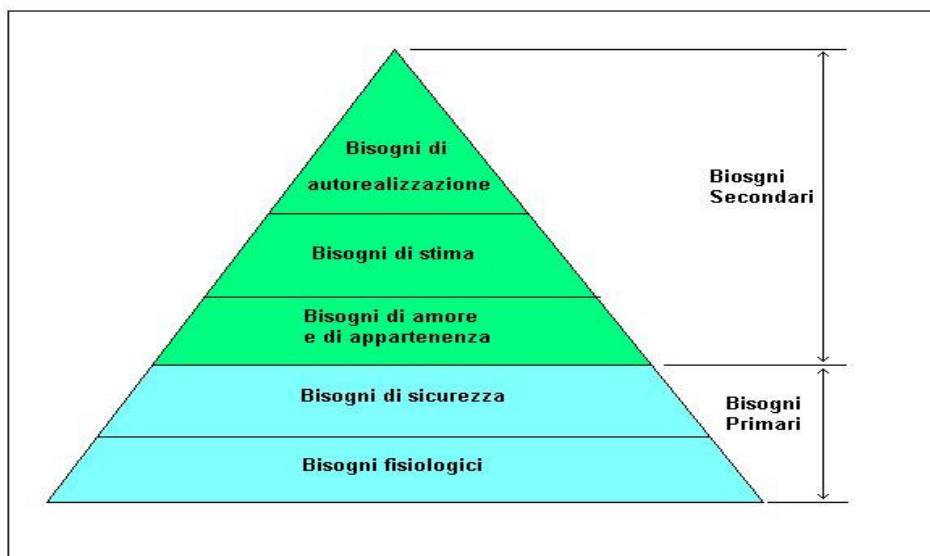 Bisogni di
autorealizzazione
Bisogni di stima
Bisogni di amore
e di appartenenza
Bisogni di sicurezza
Bisogni fisiologici
Biosgni
Secondari
Bisogni
Primari